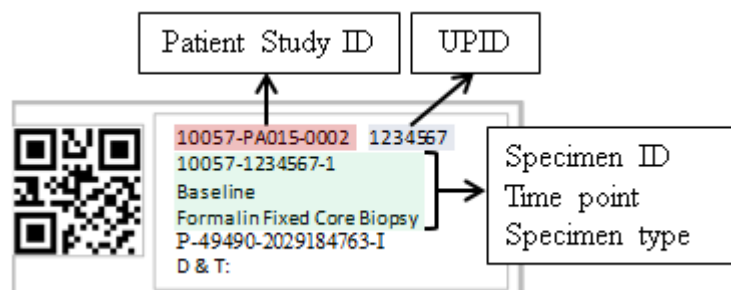 Patient Study ID
UPID
10057-PA015-0002 1234567
10057-1234567-1
Baseline
Formalin Fixed Core Biopsy
P-49490-2029184763-I
D & T:
Specimen ID
Time point
Specimen type